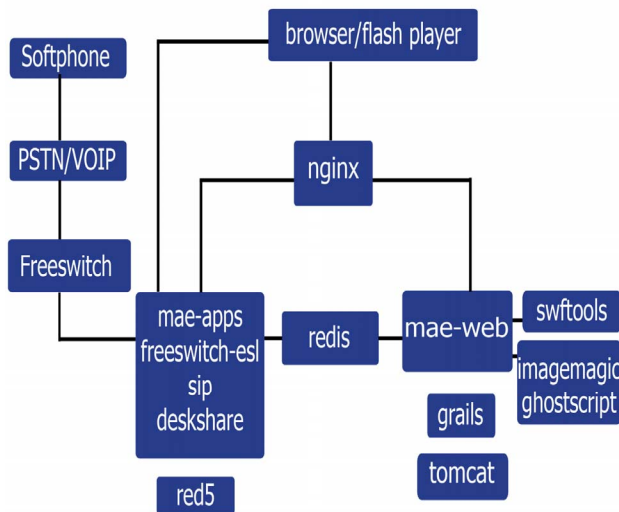 browser/flash player
Softphone
PSTN/VOIP
nginx
Freeswitch
mae-apps
freeswitch-esl
sip
deskshare
redis
mae-web
swftools
imagemagic
ghostscript
grails
tomcat
red5